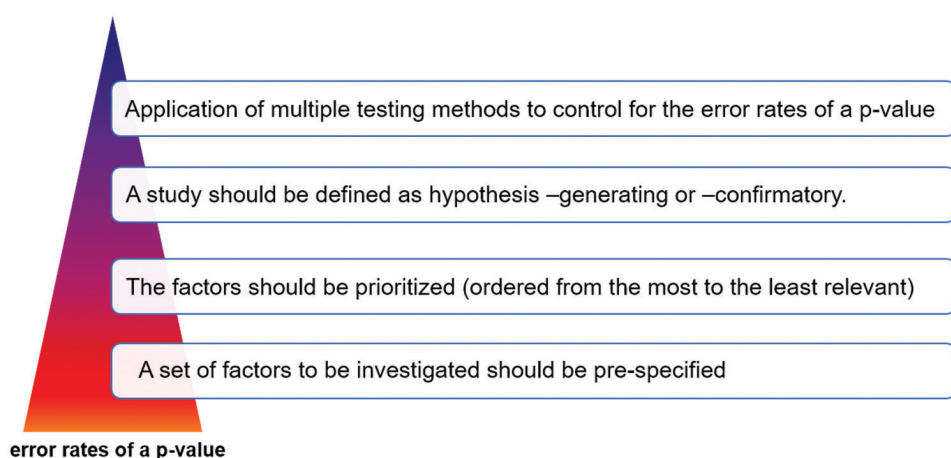 Application of multiple testing methods to control for the error rates of a p-value
A study should be defined as hypothesis –generating or –confirmatory.
The factors should be prioritized (ordered from the most to the least relevant)
A set of factors to be investigated should be pre-specified
error rates of a p-value